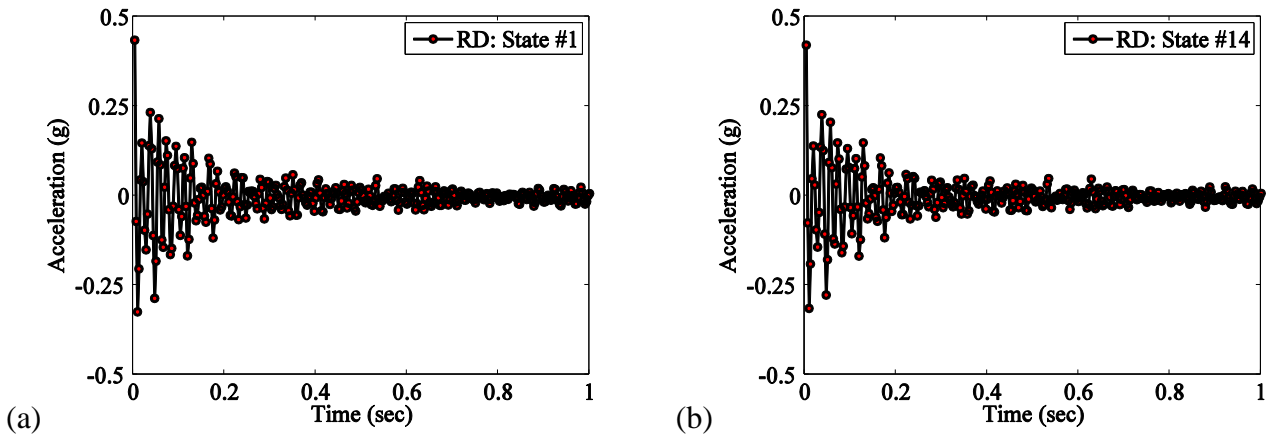 0.5
0.25
0
-0.25
-0.5
Acceleration (g)
RD: State #1
0 0.2 0.4 0.6 0.8 1
Time (sec)
(a)
0.5
0.25
0
-0.25
-0.5
Acceleration (g)
RD: State #14
0 0.2 0.4 0.6 0.8 1
Time (sec)
(b)